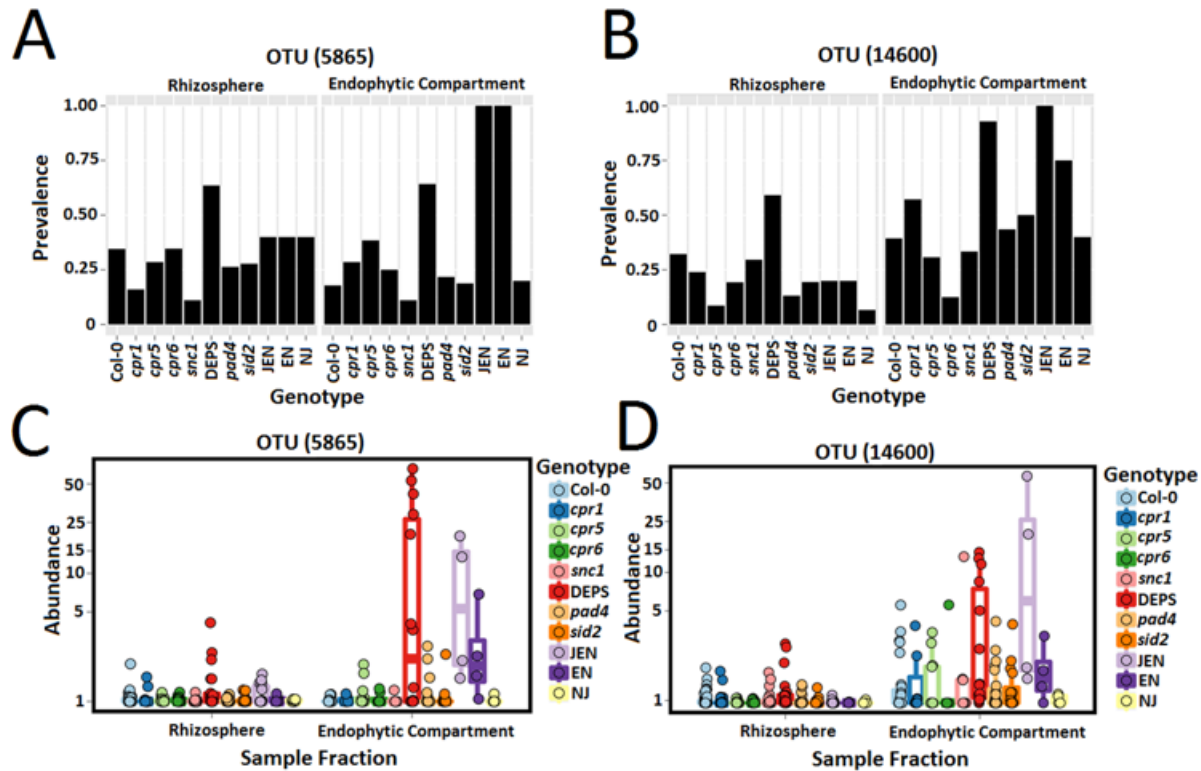 A
OTU (5865)
Rhizosphere Endophytic Compartment
Prevalence
1.00
0.75
0.50
0.25
0
Col-0 cpr1 cpr5 cpr6 snc1 DEPS pad4 sid2 JEN EN NJ Col-0 cpr1 cpr5 cpr6 snc1 DEPS pad4 sid2 JEN EN NJ
Genotype
B
OTU (14600)
Rhizosphere Endophytic Compartment
Prevalence
1.00
0.75
0.50
0.25
0
Col-0 cpr1 cpr5 cpr6 snc1 DEPS pad4 sid2 JEN EN NJ Col-0 cpr1 cpr5 cpr6 snc1 DEPS pad4 sid2 JEN EN NJ
Genotype
C
OTU (5865)
Abundance
50
25
15
10
5
1
Rhizosphere Endophytic Compartment
Sample Fraction
Genotype
Col-0
cpr1
cpr5
cpr6
snc1
DEPS
pad4
sid2
JEN
EN
NJ
D
OTU (14600)
Abundance
50
25
15
10
5
1
Rhizosphere Endophytic Compartment
Sample Fraction
Genotype
Col-0
cpr1
cpr5
cpr6
snc1
DEPS
pad4
sid2
JEN
EN
NJ